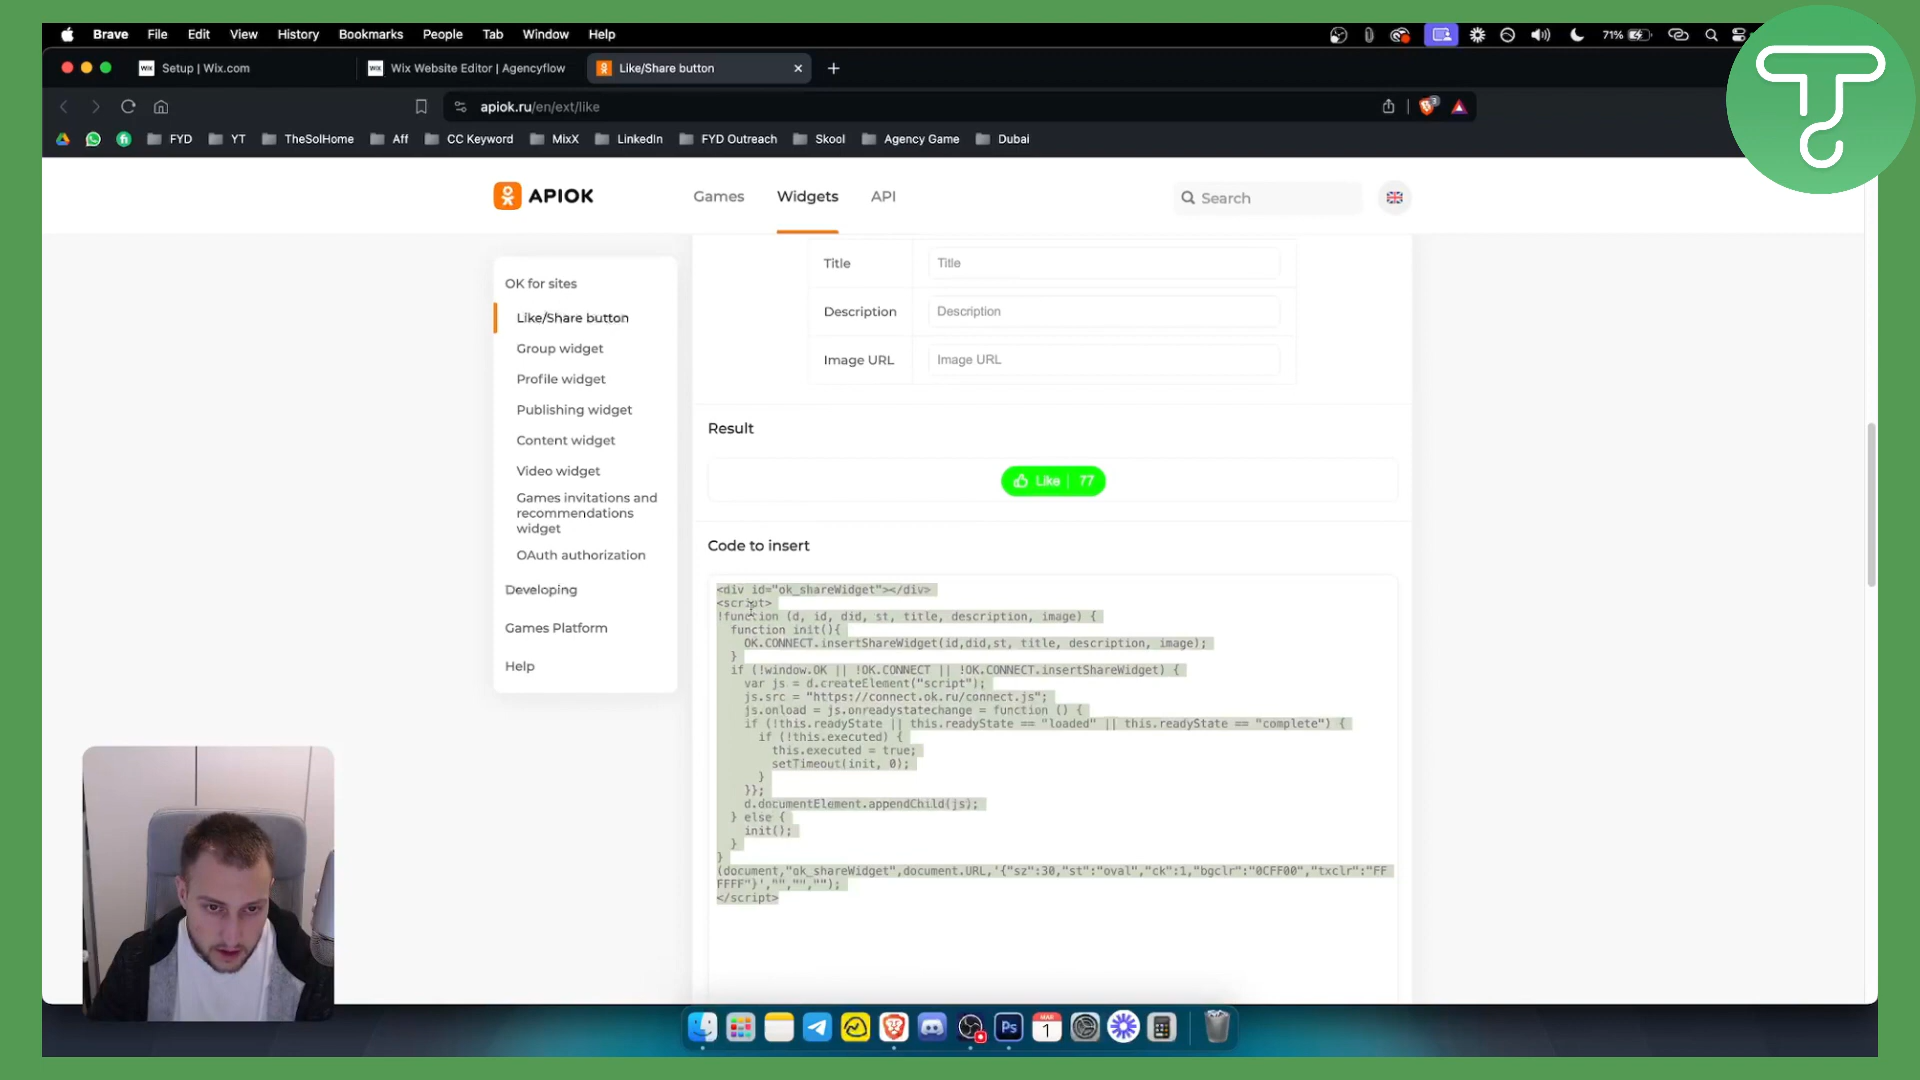 Brave File Edit View History Bookmarks People Tab Window Help 71%
WiX Setup | Wix.com WiX Wix Website Editor | Agencyflow Like/Share button
apiok.ru/en/ext/like 3
FYD YT TheSolHome Aff CC Keyword MixX LinkedIn FYD Outreach Skool Agency Game Dubai
APIOK Games Widgets API Search
OK for sites
Like/Share button
Group widget
Profile widget
Publishing widget
Content widget
Video widget
Games invitations and
recommendations
widget
OAuth authorization
Developing
Games Platform
Help
Title Title
Description Description
Image URL Image URL
Result
Like 77
Code to insert
<div id="ok_shareWidget"></div>
<script>
!function (d, id, did, st, title, description, image) {
function init(){
OK.CONNECT.insertShareWidget(id,did,st, title, description, image);
}
if (!window.OK || !OK.CONNECT || !OK.CONNECT.insertShareWidget) {
var js = d.createElement("script");
js.src = "https://connect.ok.ru/connect.js";
js.onload = js.onreadystatechange = function () {
if (!this.readyState || this.readyState == "loaded" || this.readyState == "complete") {
if (!this.executed) {
this.executed = true;
setTimeout(init, 0);
}
}};
d.documentElement.appendChild(js);
} else {
init();
}
}
(document,"ok_shareWidget",document.URL,'{"sz":30,"st":"oval","ck":1,"bgclr":"0CFF00","txclr":"FF
FFFF"}',"","","");
</script>
Ps MAR 1